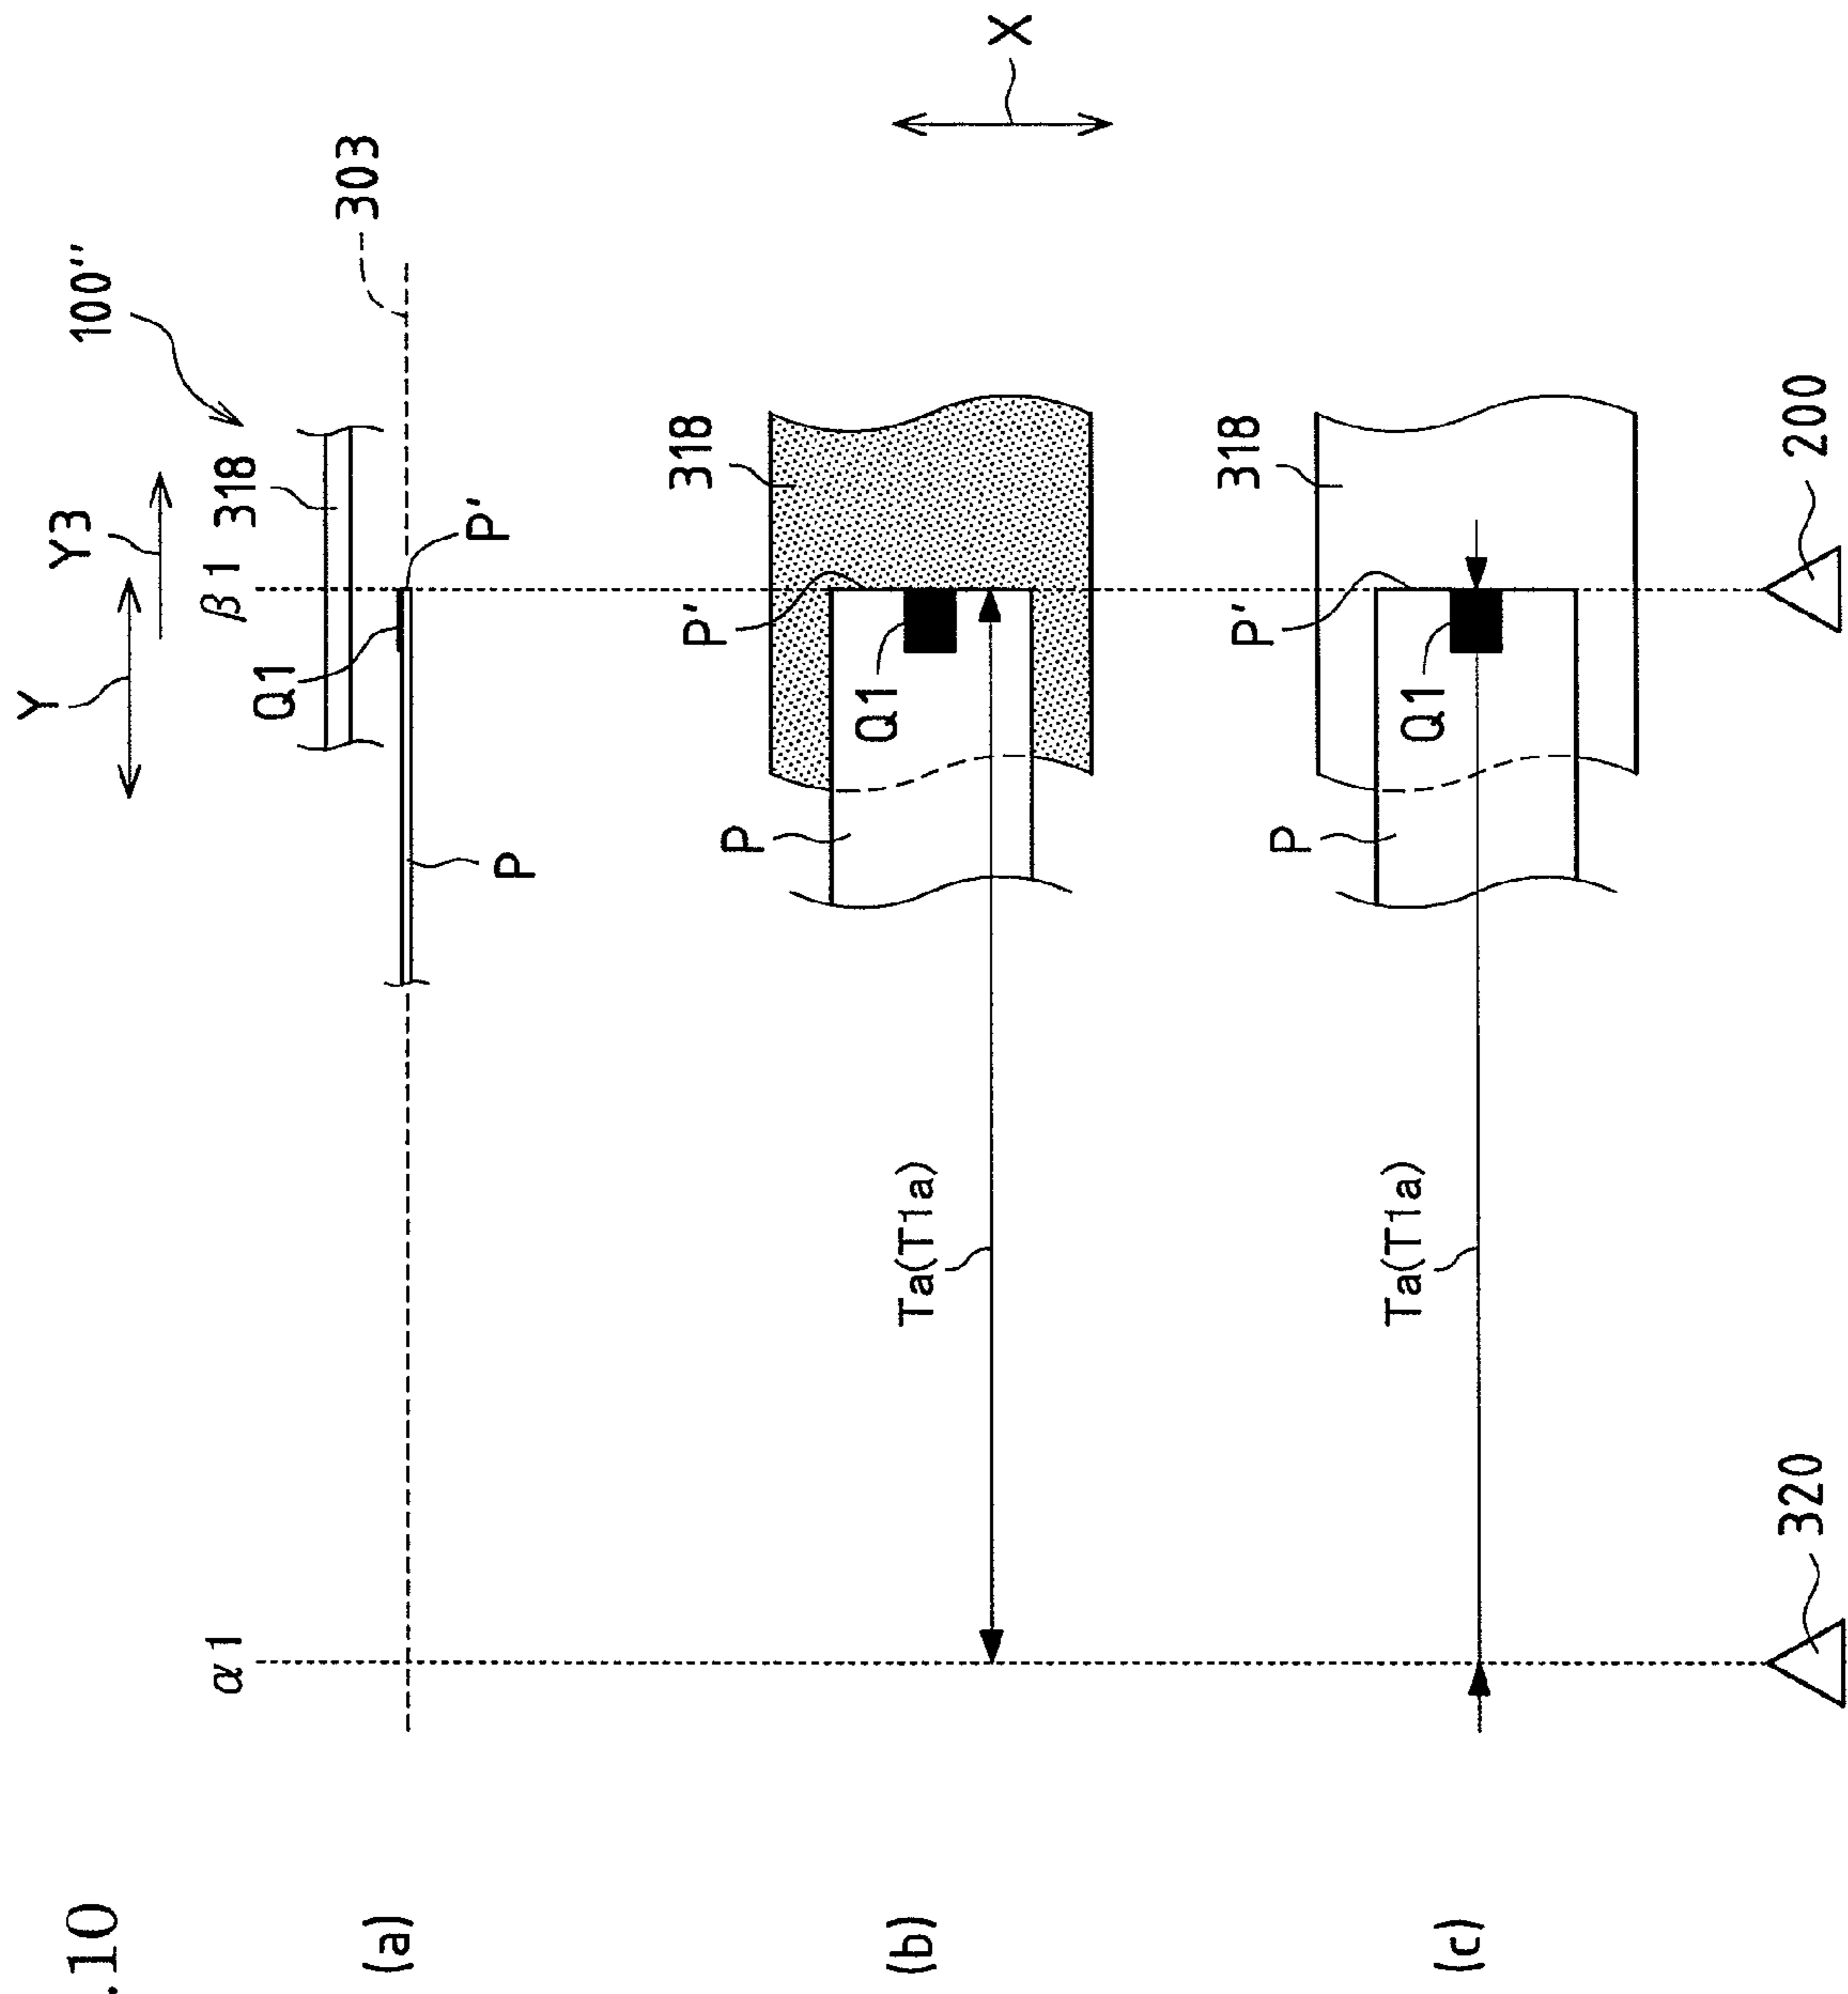 .10
Y
Y3
100″
α1
β1
318
Q1
303
(a)
P
P'
X
(b)
Ta(T1a)
P
Q1
P'
318
(c)
Ta(T1a)
P
Q1
P'
318
320
200